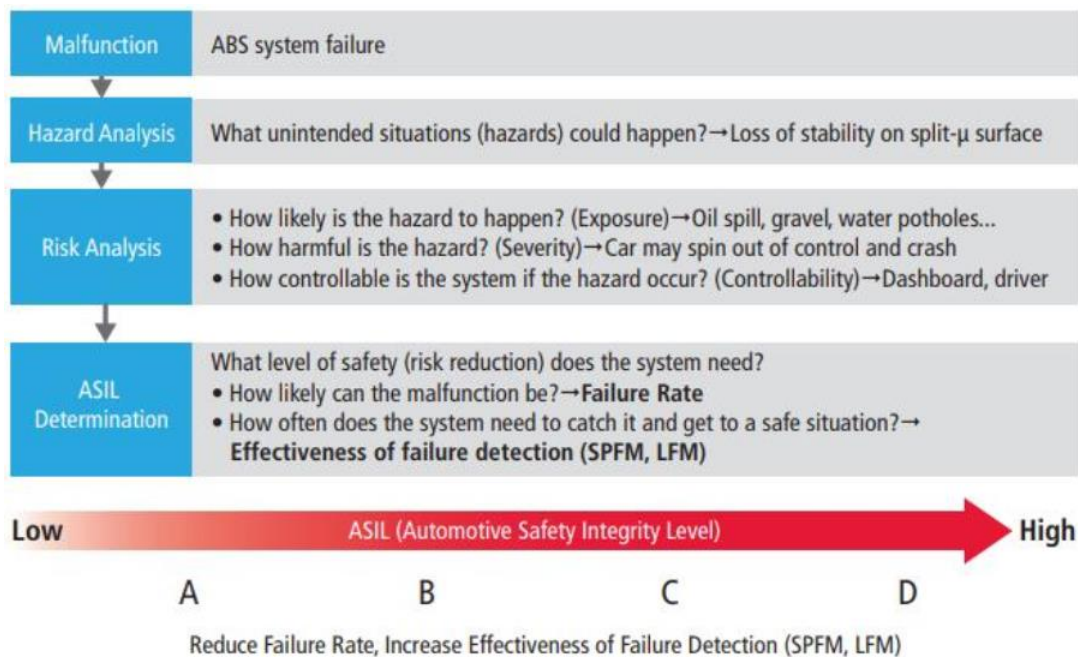 Malfunction
ABS system failure
Hazard Analysis
What unintended situations (hazards) could happen?→Loss of stability on split-µ surface
Risk Analysis
• How likely is the hazard to happen? (Exposure)→Oil spill, gravel, water potholes...
• How harmful is the hazard? (Severity)→Car may spin out of control and crash
• How controllable is the system if the hazard occur? (Controllability)→Dashboard, driver
ASIL
Determination
What level of safety (risk reduction) does the system need?
• How likely can the malfunction be?→Failure Rate
• How often does the system need to catch it and get to a safe situation?→
Effectiveness of failure detection (SPFM, LFM)
Low ASIL (Automotive Safety Integrity Level) High
A B C D
Reduce Failure Rate, Increase Effectiveness of Failure Detection (SPFM, LFM)